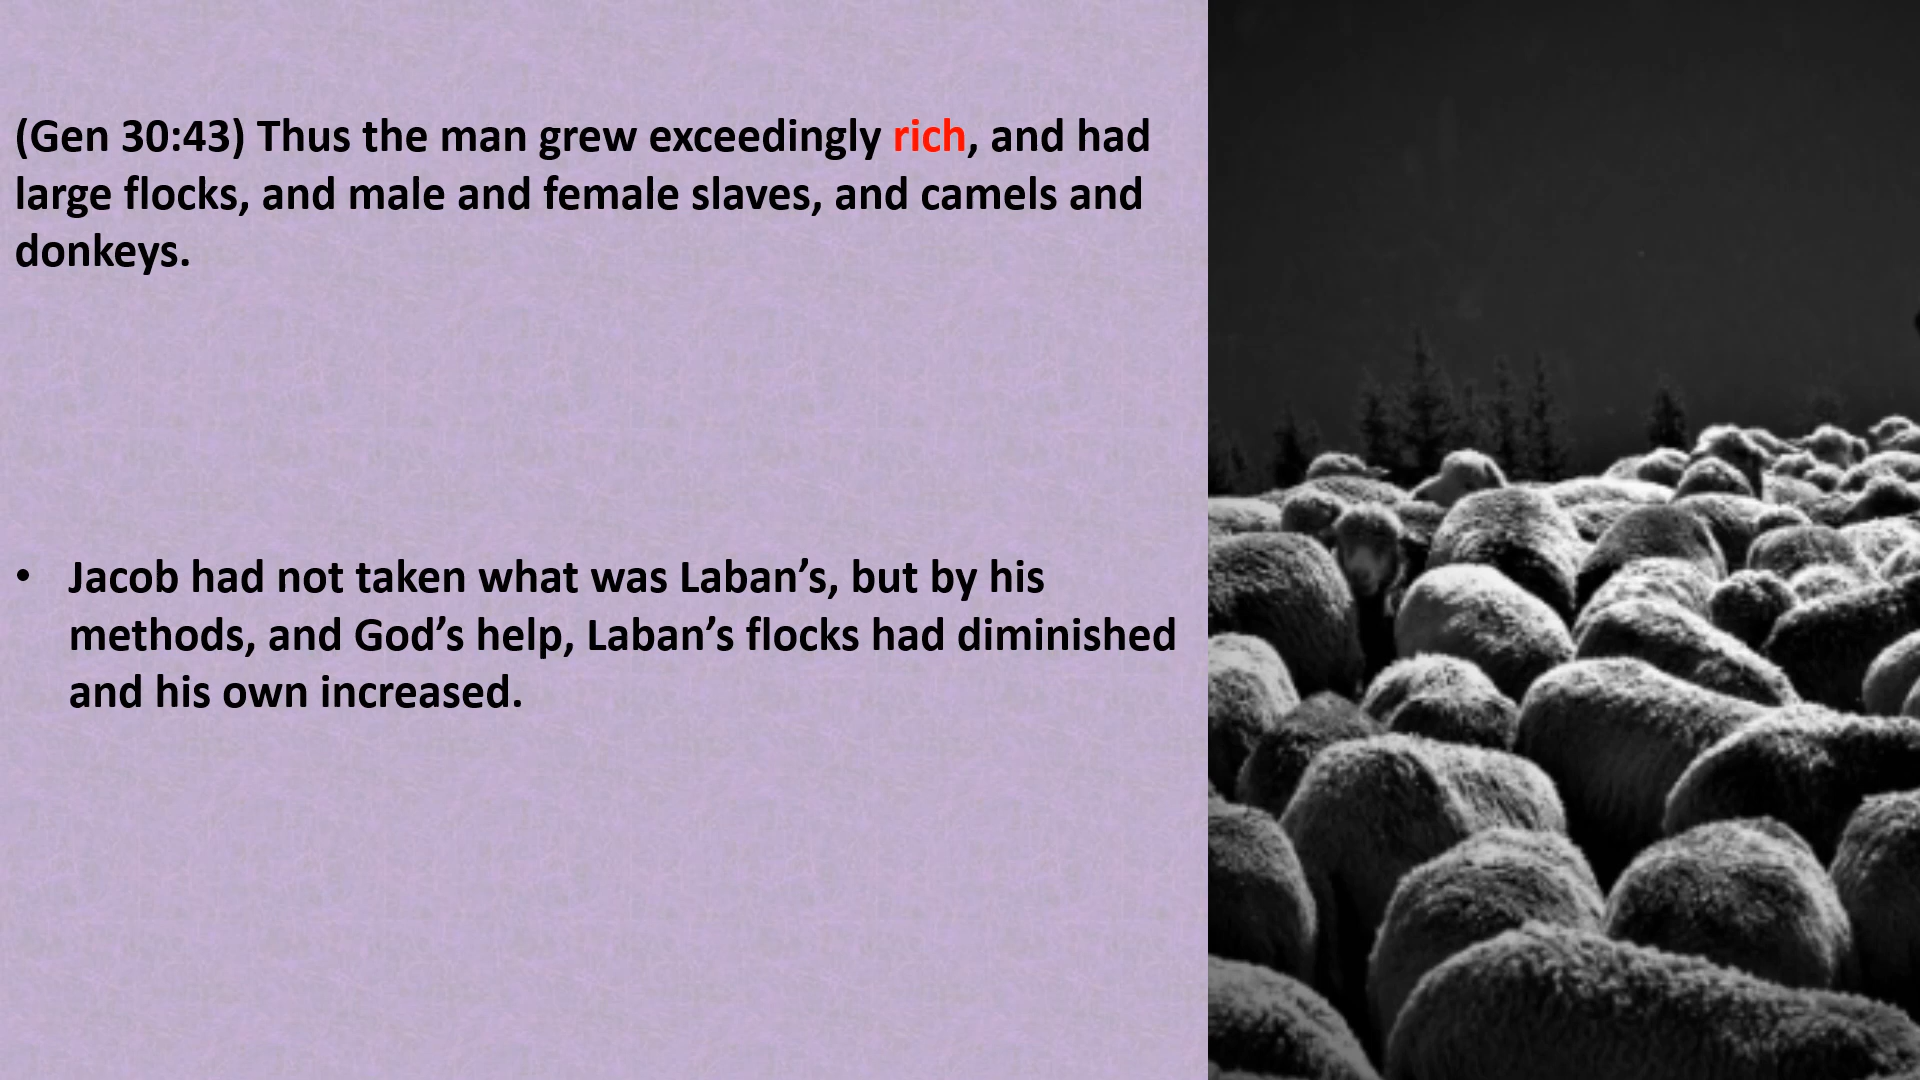 (Gen 30:43) Thus the man grew exceedingly rich, and had
large flocks, and male and female slaves, and camels and
donkeys.
• Jacob had not taken what was Laban’s, but by his
methods, and God’s help, Laban’s flocks had diminished
and his own increased.